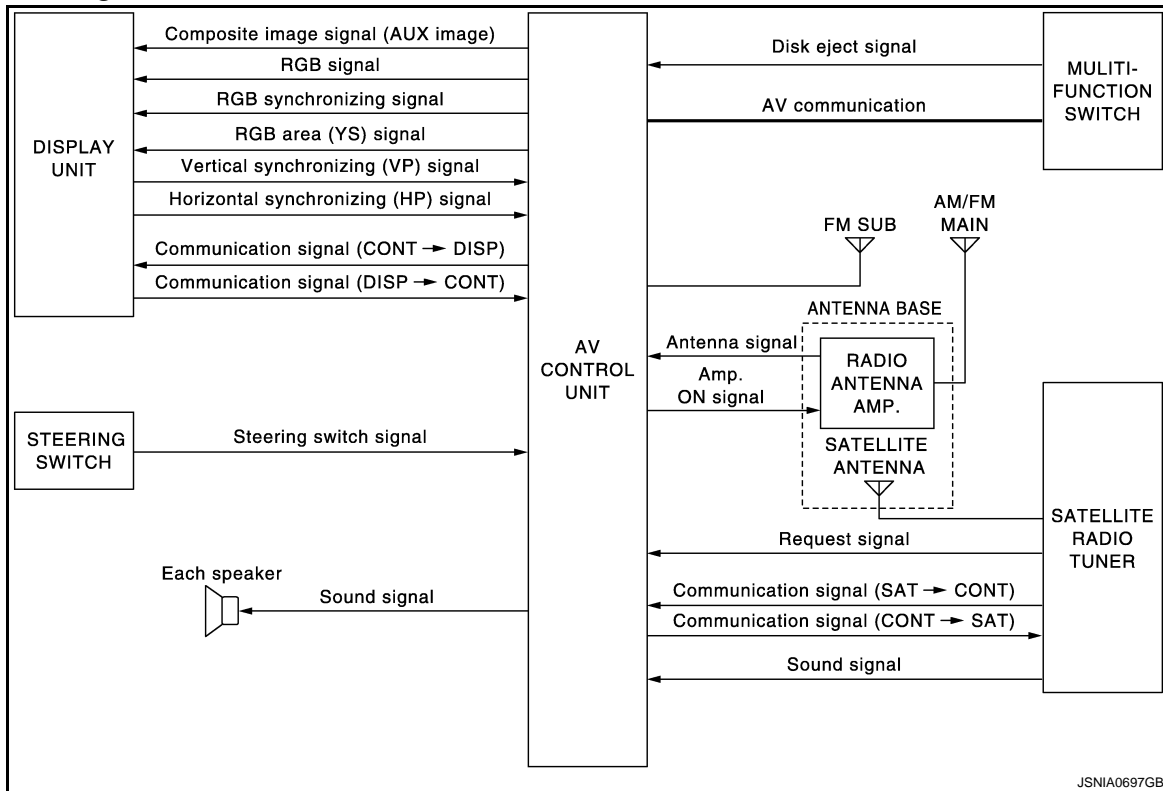 DISPLAY
UNIT
Composite image signal (AUX image)
RGB signal
RGB synchronizing signal
RGB area (YS) signal
Vertical synchronizing (VP) signal
Horizontal synchronizing (HP) signal
Communication signal (CONT → DISP)
Communication signal (DISP → CONT)
STEERING
SWITCH
Steering switch signal
Each speaker
Sound signal
AV
CONTROL
UNIT
Disk eject signal
AV communication
MULITI-
FUNCTION
SWITCH
FM SUB
AM/FM
MAIN
ANTENNA BASE
Antenna signal
Amp.
ON signal
RADIO
ANTENNA
AMP.
SATELLITE
ANTENNA
Request signal
Communication signal (SAT → CONT)
Communication signal (CONT → SAT)
Sound signal
SATELLITE
RADIO
TUNER
JSNIA0697GB